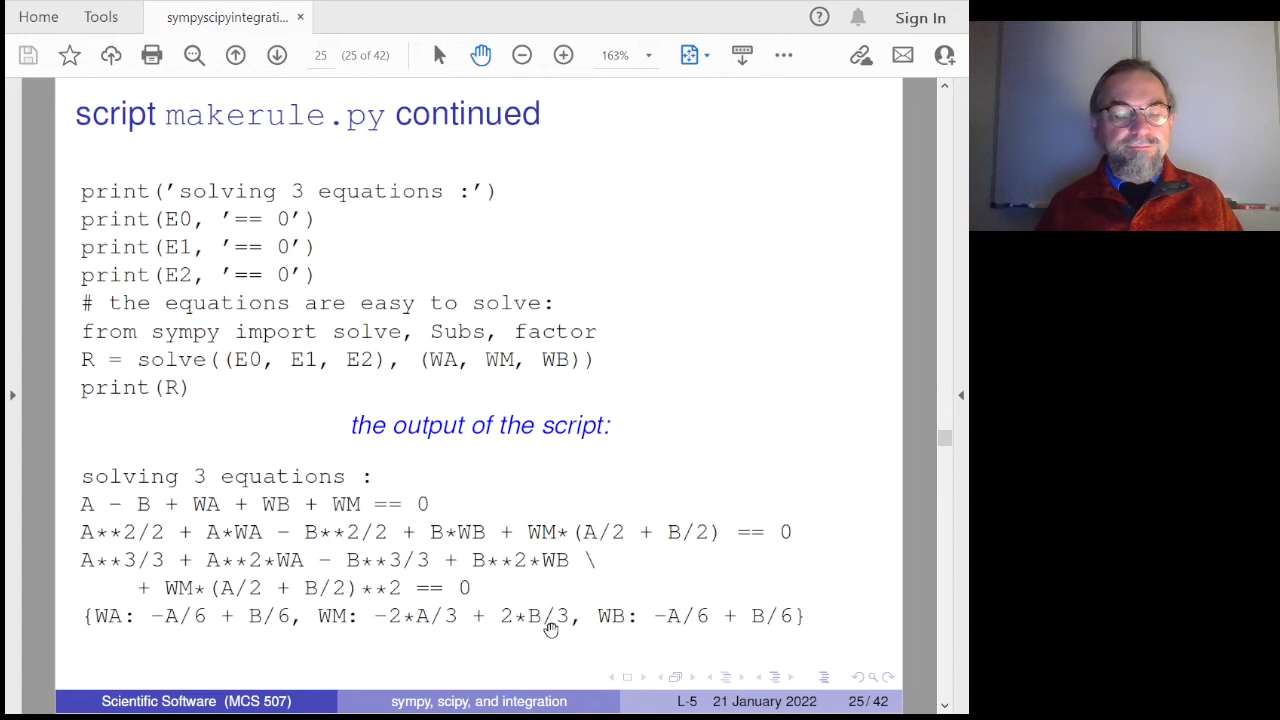 Home Tools sympyscipyintegrati... × Sign In
25 (25 of 42) 163%
script makerule.py continued
print(’solving 3 equations :’)
print(E0, ’== 0’)
print(E1, ’== 0’)
print(E2, ’== 0’)
# the equations are easy to solve:
from sympy import solve, Subs, factor
R = solve((E0, E1, E2), (WA, WM, WB))
print(R)
the output of the script:
solving 3 equations :
A - B + WA + WB + WM == 0
A**2/2 + A*WA - B**2/2 + B*WB + WM*(A/2 + B/2) == 0
A**3/3 + A**2*WA - B**3/3 + B**2*WB \
+ WM*(A/2 + B/2)**2 == 0
{WA: -A/6 + B/6, WM: -2*A/3 + 2*B/3, WB: -A/6 + B/6}
Scientific Software (MCS 507) sympy, scipy, and integration L-5 21 January 2022 25 / 42